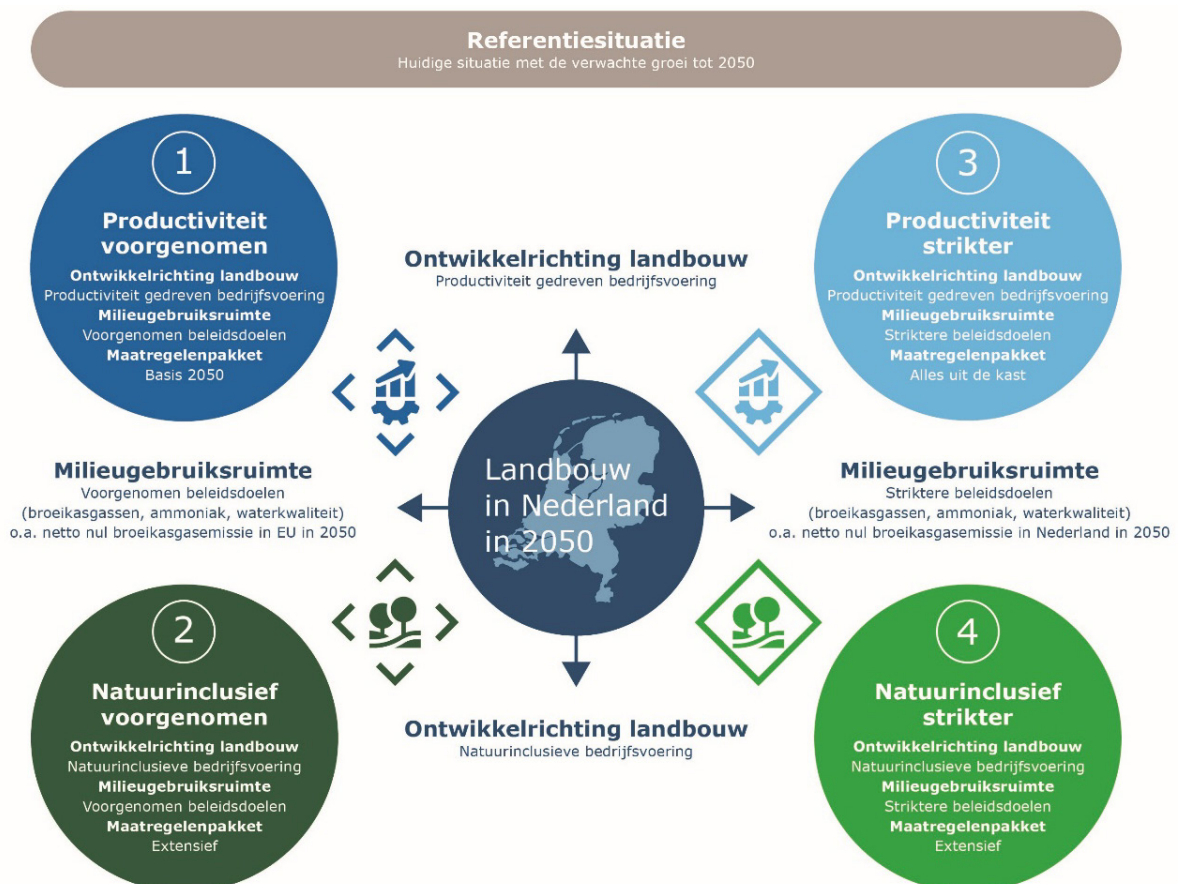 Referentiesituatie
Huidige situatie met de verwachte groei tot 2050
1
Productiviteit
voorgenomen
Ontwikkelrichting landbouw
Productiviteit gedreven bedrijfsvoering
Milieugebruiksruimte
Voorgenomen beleidsdoelen
Maatregelenpakket
Basis 2050
Ontwikkelrichting landbouw
Productiviteit gedreven bedrijfsvoering
3
Productiviteit
strikter
Ontwikkelrichting landbouw
Productiviteit gedreven bedrijfsvoering
Milieugebruiksruimte
Striktere beleidsdoelen
Maatregelenpakket
Alles uit de kast
Milieugebruiksruimte
Voorgenomen beleidsdoelen
(broeikasgassen, ammoniak, waterkwaliteit)
o.a. netto nul broeikasgasemissie in EU in 2050
Landbouw
in Nederland
in 2050
Milieugebruiksruimte
Striktere beleidsdoelen
(broeikasgassen, ammoniak, waterkwaliteit)
o.a. netto nul broeikasgasemissie in Nederland in 2050
2
Natuurinclusief
voorgenomen
Ontwikkelrichting landbouw
Natuurinclusieve bedrijfsvoering
Milieugebruiksruimte
Voorgenomen beleidsdoelen
Maatregelenpakket
Extensief
Ontwikkelrichting landbouw
Natuurinclusieve bedrijfsvoering
4
Natuurinclusief
strikter
Ontwikkelrichting landbouw
Natuurinclusieve bedrijfsvoering
Milieugebruiksruimte
Striktere beleidsdoelen
Maatregelenpakket
Extensief